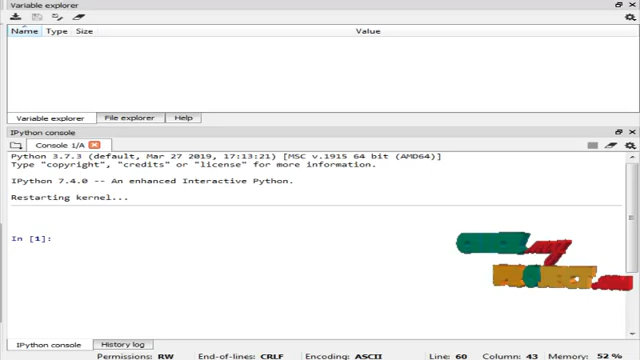 Variable explorer
Name Type Size Value
Variable explorer File explorer Help
IPython console
Console 1/A
Python 3.7.3 (default, Mar 27 2019, 17:13:21) [MSC v.1915 64 bit (AMD64)]
Type "copyright", "credits" or "license" for more information.
IPython 7.4.0 -- An enhanced Interactive Python.
Restarting kernel...
In [1]:
IPython console History log
Permissions: RW End-of-lines: CRLF Encoding: ASCII Line: 60 Column: 43 Memory: 52 %